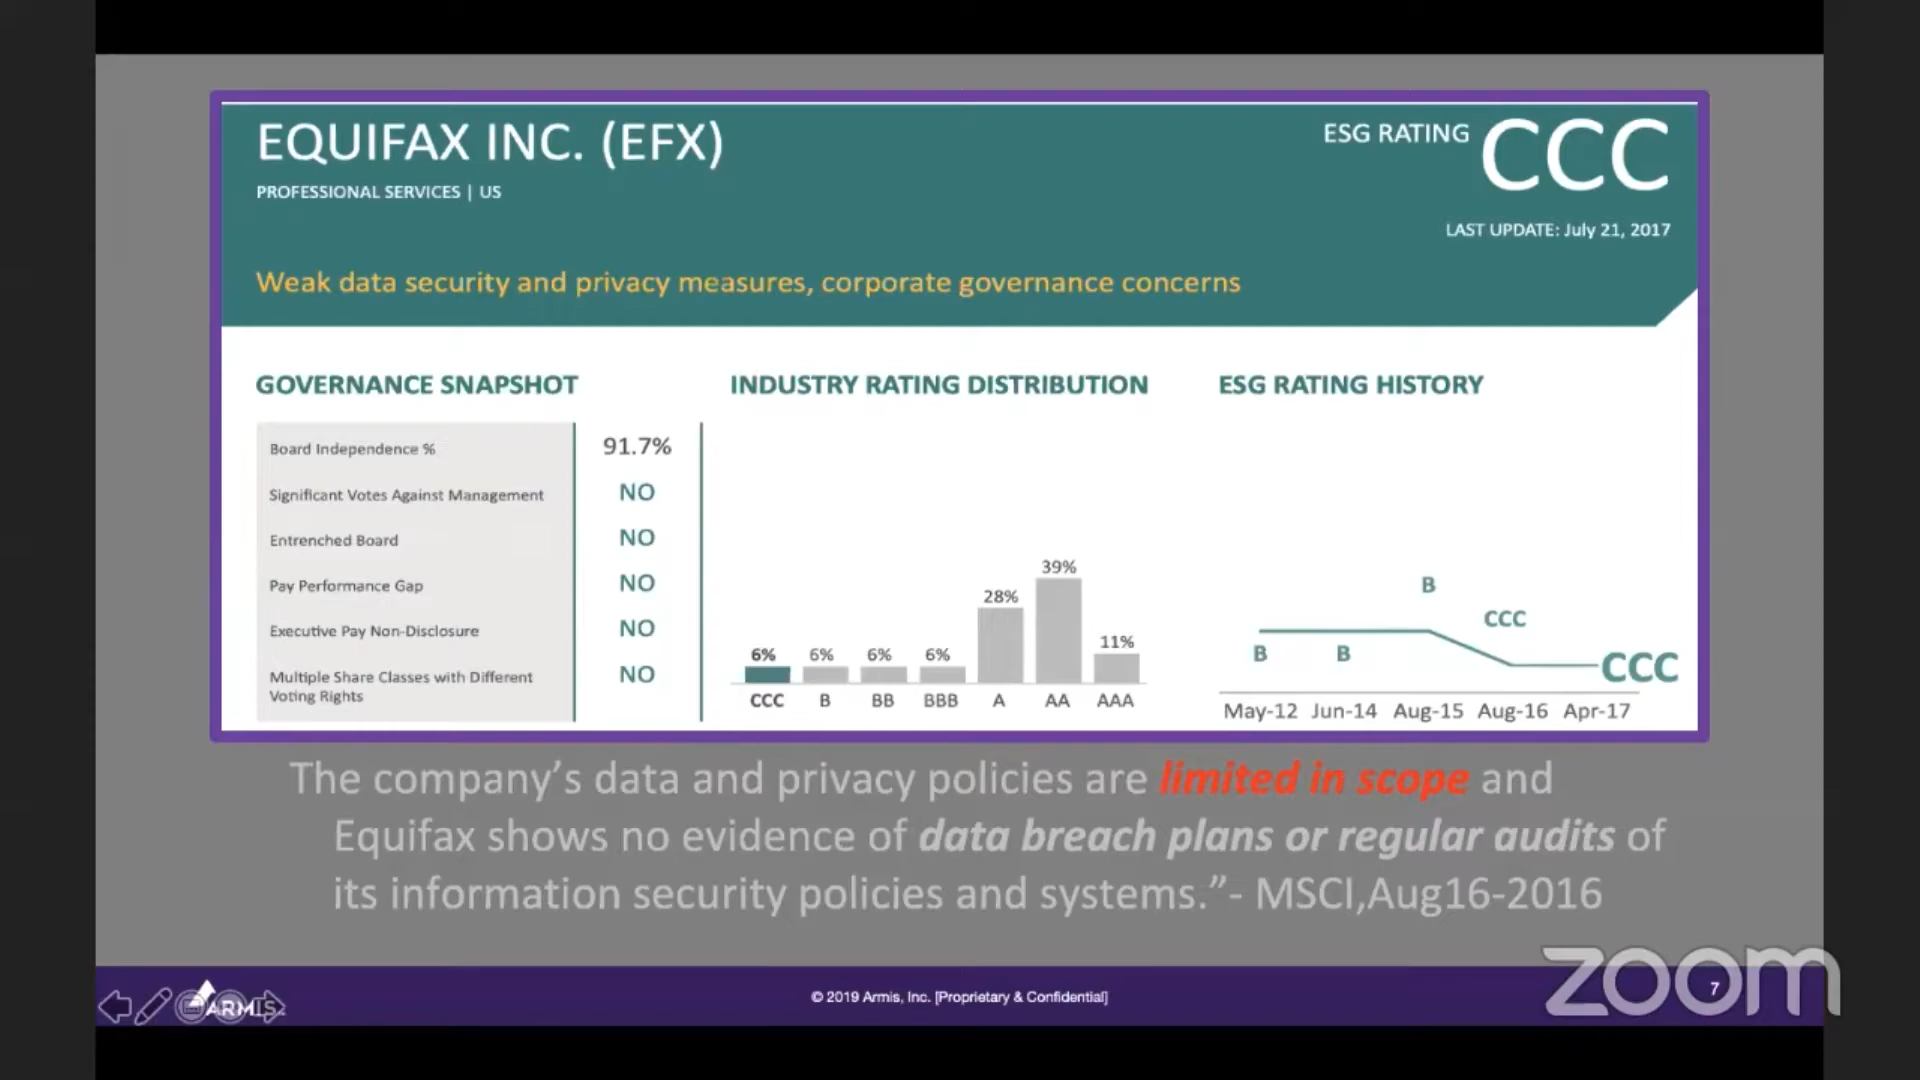 EQUIFAX INC. (EFX)
PROFESSIONAL SERVICES | US
ESG RATING CCC
LAST UPDATE: July 21, 2017
Weak data security and privacy measures, corporate governance concerns
GOVERNANCE SNAPSHOT
Board Independence % 91.7%
Significant Votes Against Management NO
Entrenched Board NO
Pay Performance Gap NO
Executive Pay Non-Disclosure NO
Multiple Share Classes with Different NO
Voting Rights
INDUSTRY RATING DISTRIBUTION
39%
28%
11%
6% 6% 6% 6%
CCC B BB BBB A AA AAA
ESG RATING HISTORY
B
CCC
B B CCC
May-12 Jun-14 Aug-15 Aug-16 Apr-17
The company’s data and privacy policies are limited in scope and
Equifax shows no evidence of data breach plans or regular audits of
its information security policies and systems.”- MSCI,Aug16-2016
ARMIS.
© 2019 Armis, Inc. [Proprietary & Confidential]
7
zoom